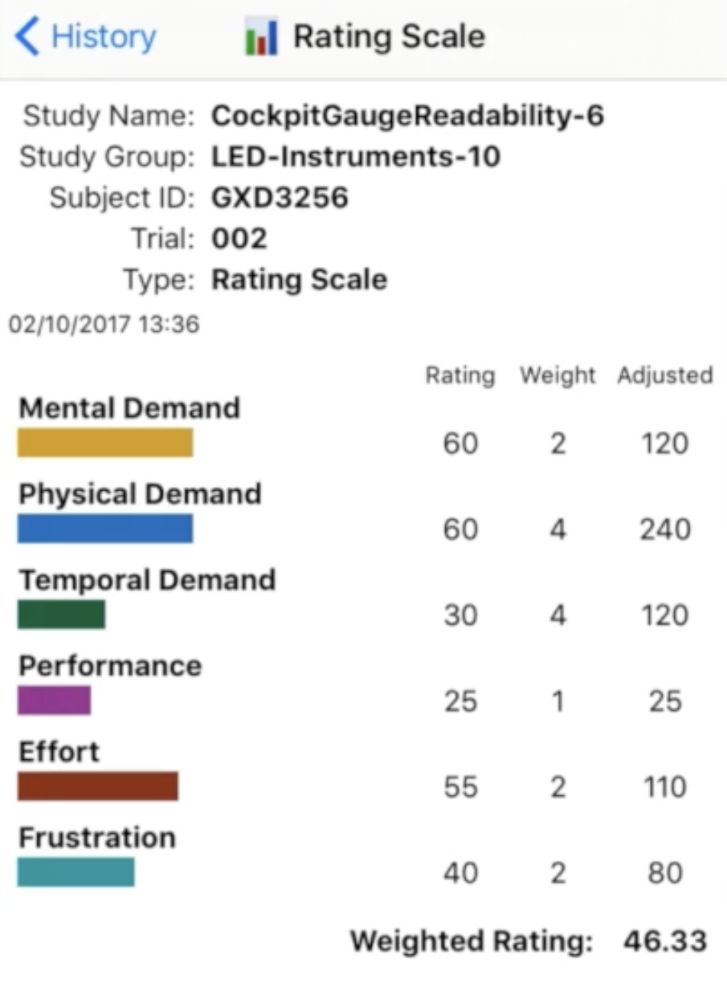 History Rating Scale
Study Name: CockpitGaugeReadability-6
Study Group: LED-Instruments-10
Subject ID: GXD3256
Trial: 002
Type: Rating Scale
02/10/2017 13:36
Rating Weight Adjusted
Mental Demand
60 2 120
Physical Demand
60 4 240
Temporal Demand
30 4 120
Performance
25 1 25
Effort
55 2 110
Frustration
40 2 80
Weighted Rating: 46.33